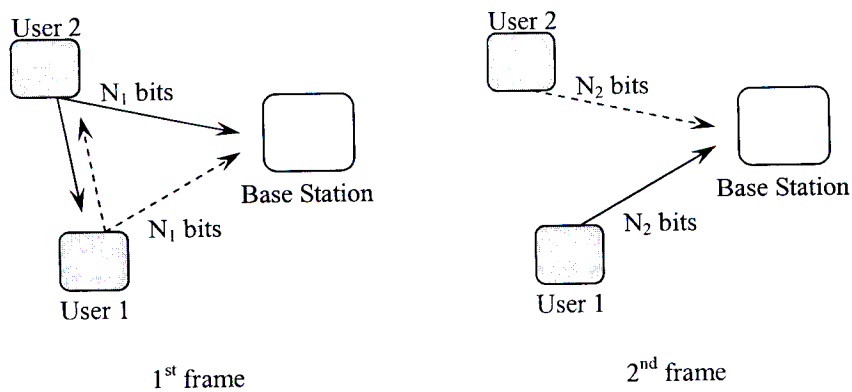 User 2
N₁ bits
Base Station
N₁ bits
User 1
1ˢᵗ frame
User 2
N₂ bits
Base Station
N₂ bits
User 1
2ⁿᵈ frame